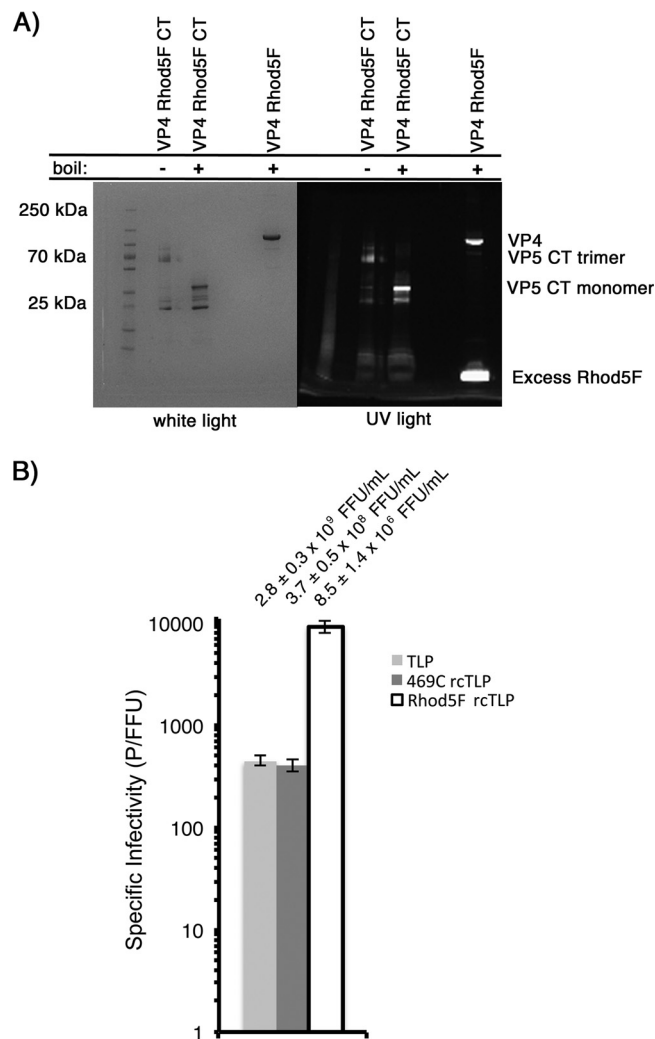 A)
VP4 Rhod5F CT
VP4 Rhod5F CT
VP4 Rhod5F
VP4 Rhod5F CT
VP4 Rhod5F CT
VP4 Rhod5F
boil: - + + - + +
250 kDa
70 kDa
25 kDa
VP4
VP5 CT trimer
VP5 CT monomer
Excess Rhod5F
white light
UV light
B)
2.8 ± 0.3 x 10⁹ FFU/mL
3.7 ± 0.5 x 10⁸ FFU/mL
8.5 ± 1.4 x 10⁶ FFU/mL
Specific Infectivity (P/FFU)
10000
1000
100
10
1
TLP
469C rcTLP
Rhod5F rcTLP